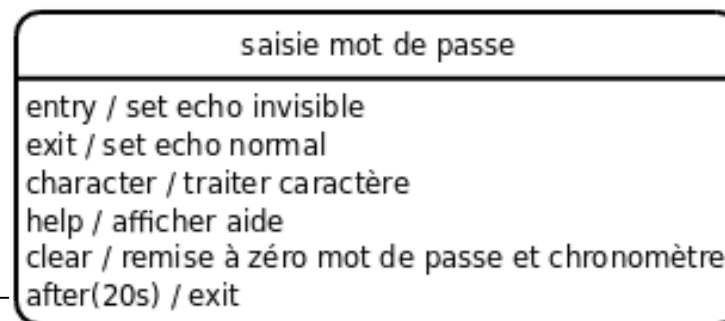 saisie mot de passe
entry / set echo invisible
exit / set echo normal
character / traiter caractère
help / afficher aide
clear / remise à zéro mot de passe et chronomètre
after(20s) / exit